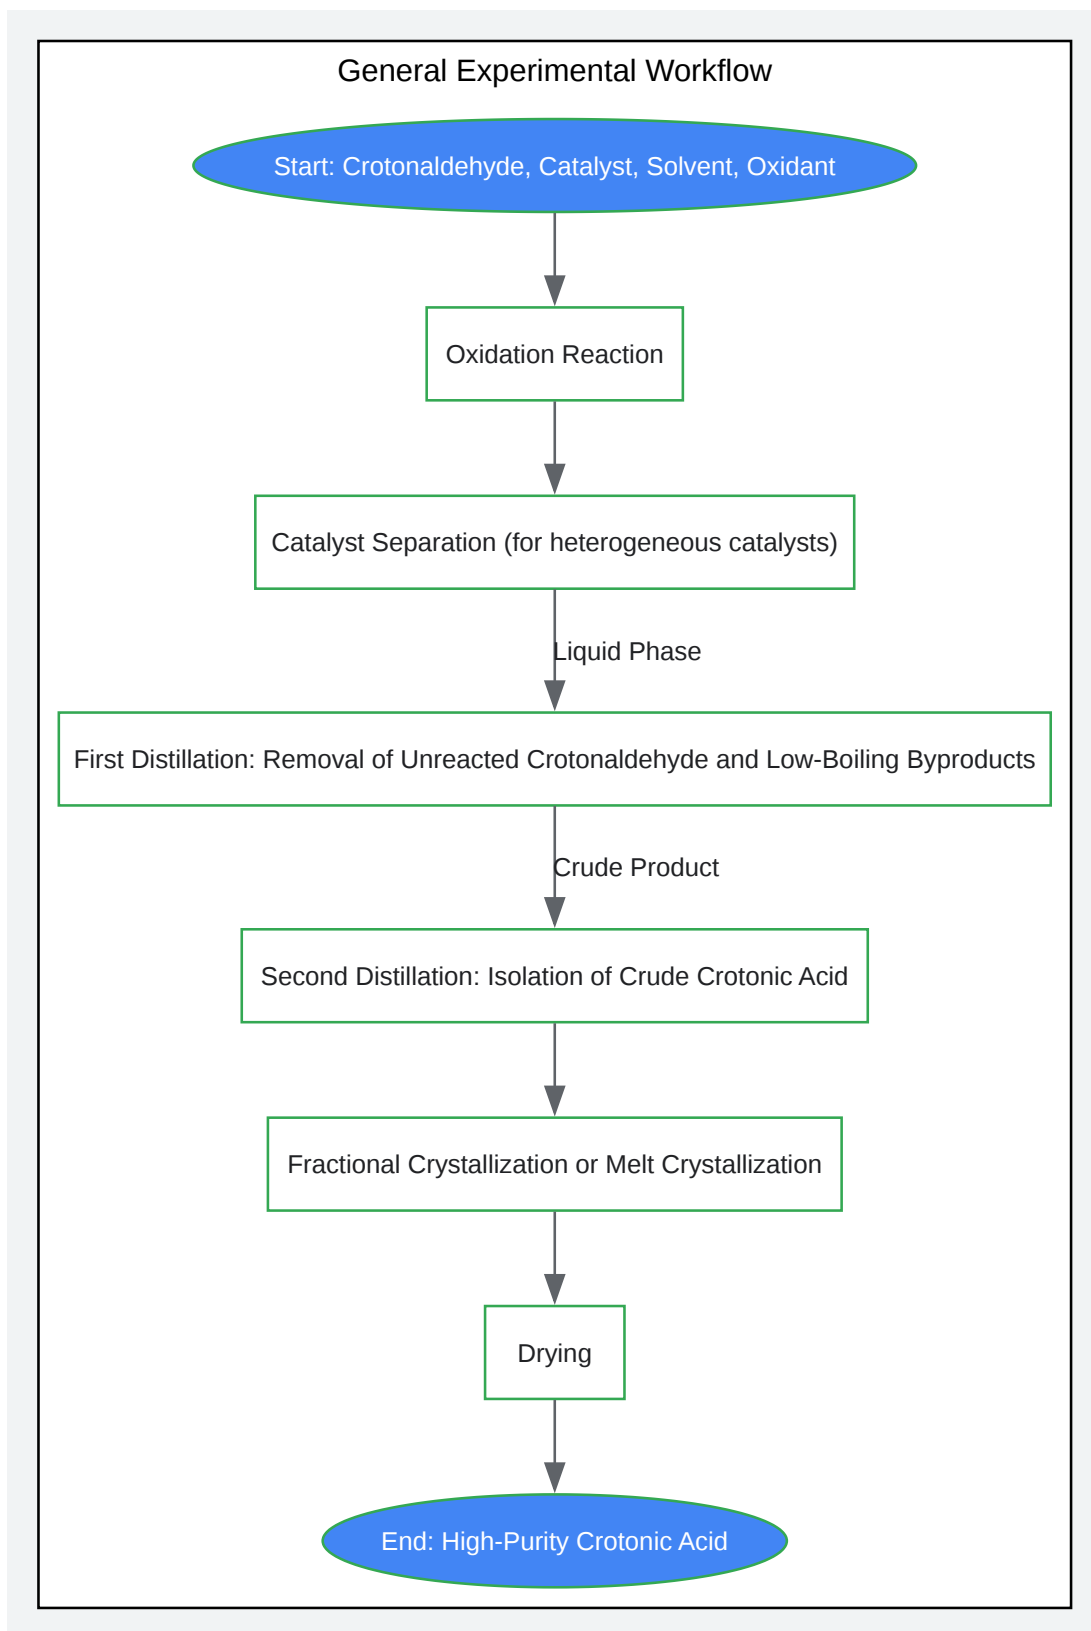 General Experimental Workflow
Start: Crotonaldehyde, Catalyst, Solvent, Oxidant
Oxidation Reaction
Catalyst Separation (for heterogeneous catalysts)
Liquid Phase
First Distillation: Removal of Unreacted Crotonaldehyde and Low-Boiling Byproducts
Crude Product
Second Distillation: Isolation of Crude Crotonic Acid
Fractional Crystallization or Melt Crystallization
Drying
End: High-Purity Crotonic Acid